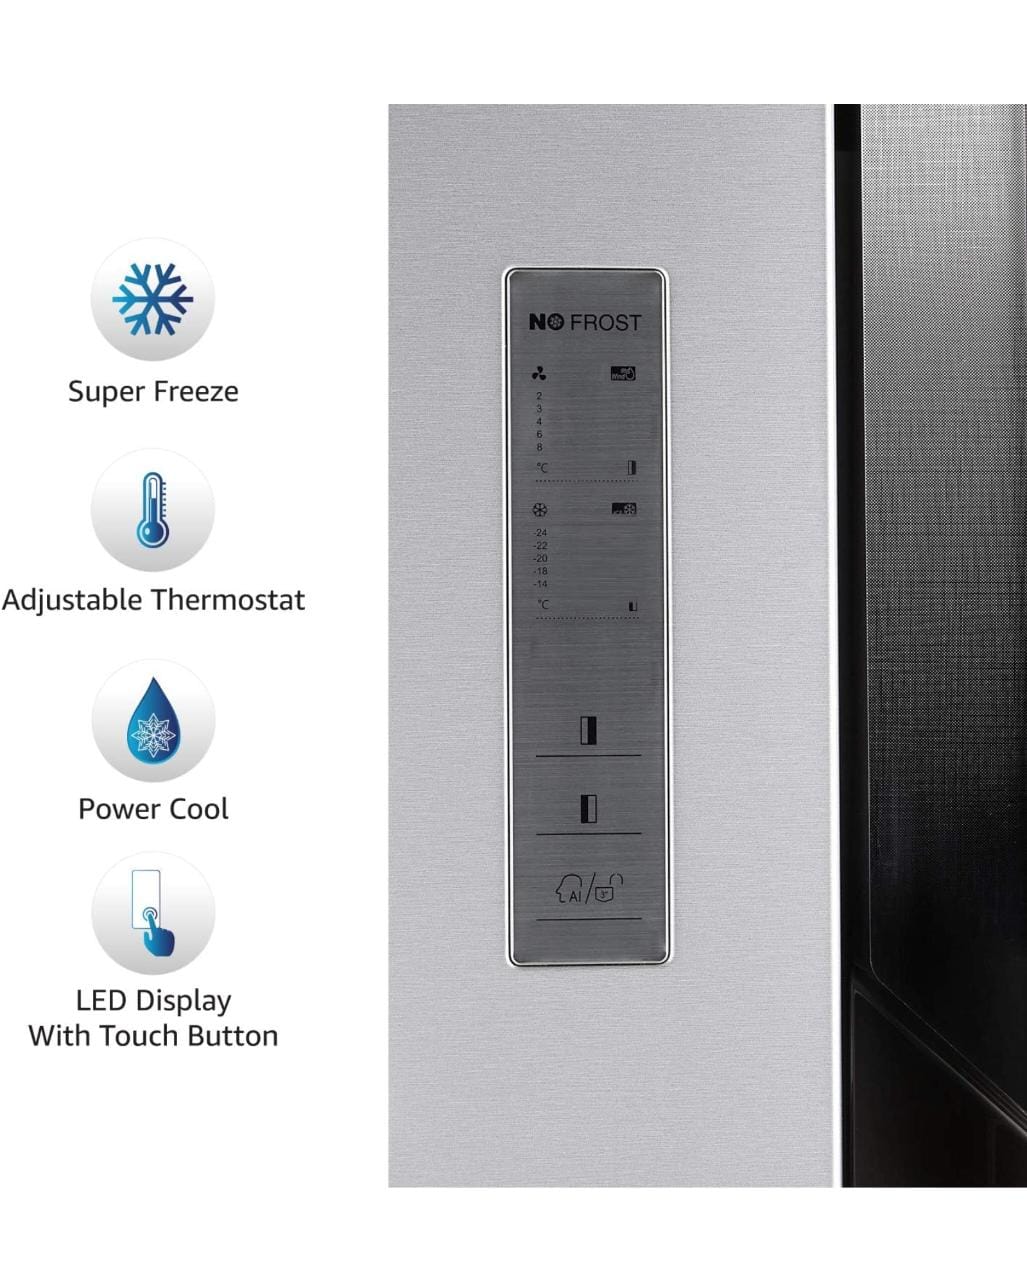 Super Freeze
Adjustable Thermostat
Power Cool
LED Display
With Touch Button
NO FROST
2
3
4
6
8
°C
-24
-22
-20
-18
-14
°C
AI/3"